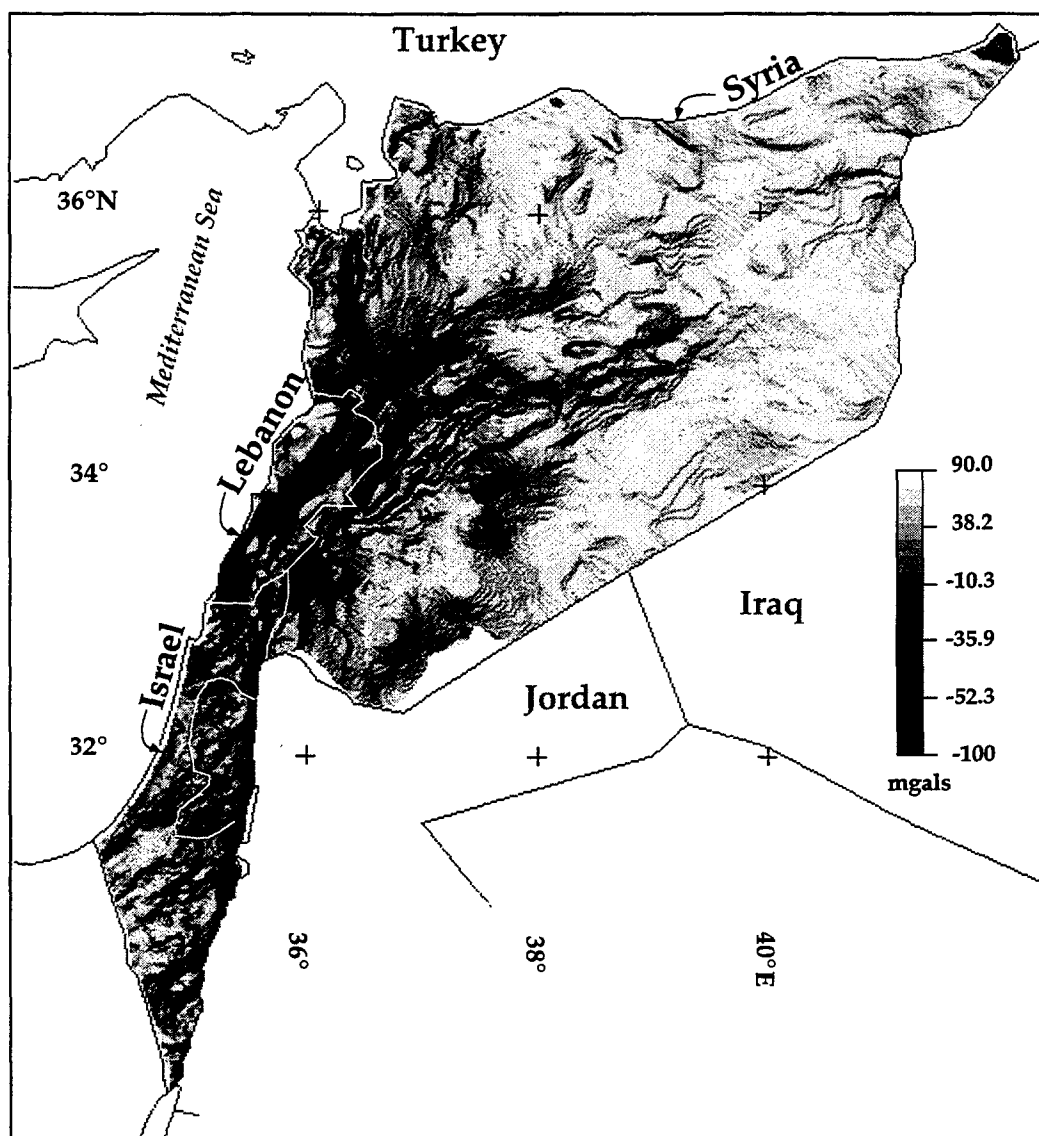 Turkey
Syria
36°N
Mediterranean Sea
Lebanon
34°
90.0
38.2
-10.3
-35.9
-52.3
-100
mgals
Iraq
Israel
Jordan
32°
36°
38°
40°E